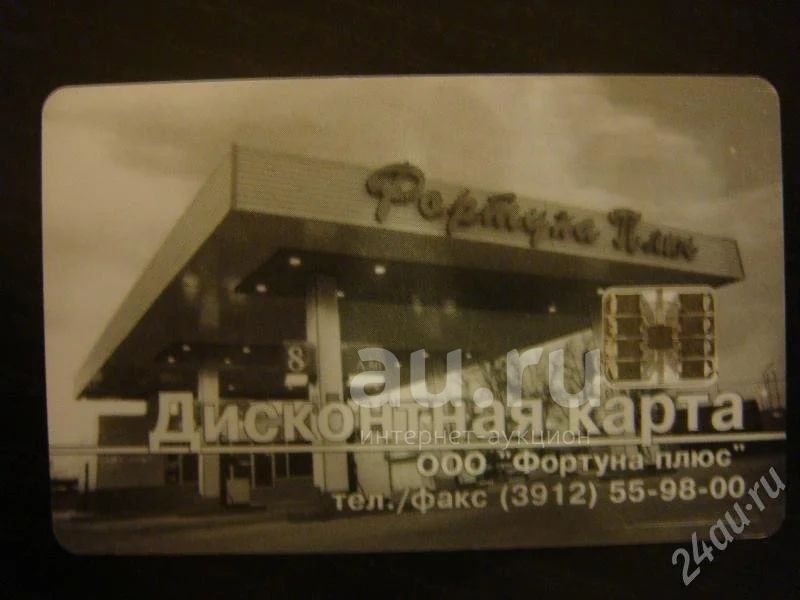 Фортуна Плюс
8
au.ru
Дисконтная карта
интернет-аукцион
ООО "Фортуна плюс"
тел./факс (3912) 55-98-00
24au.ru